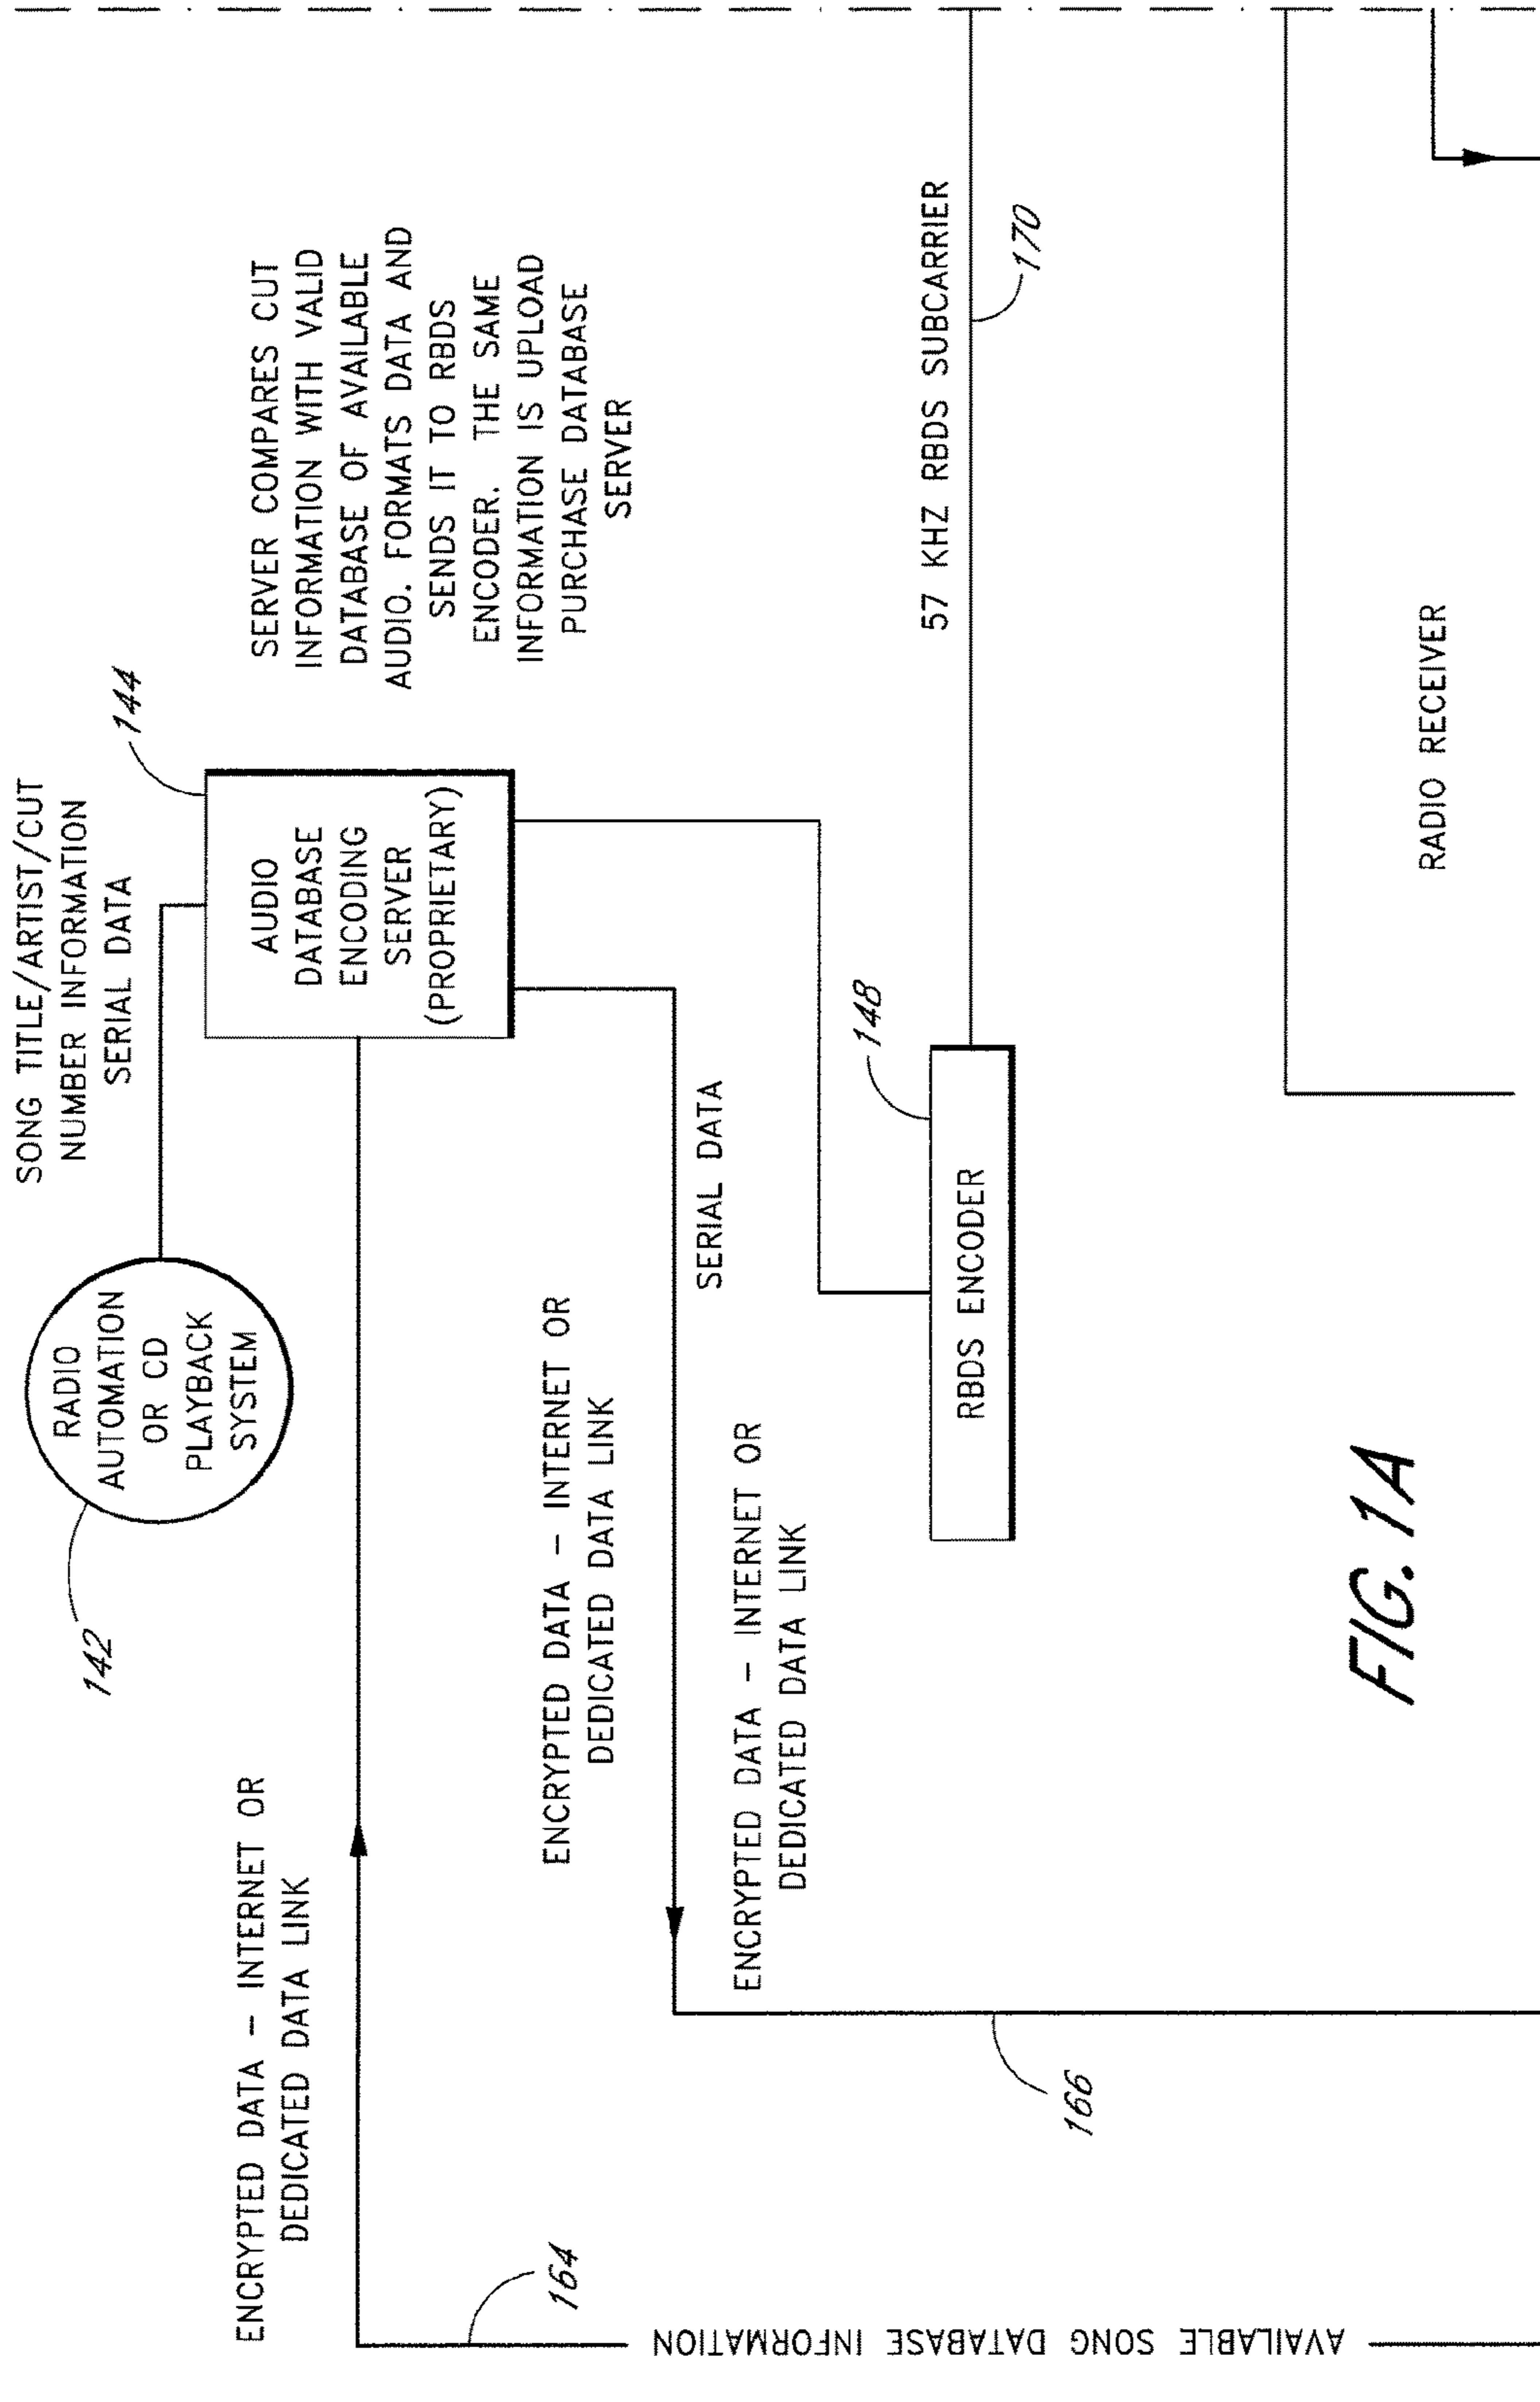 SONG TITLE/ARTIST/CUT
NUMBER INFORMATION
SERIAL DATA
142
RADIO
AUTOMATION
OR CD
PLAYBACK
SYSTEM
144
AUDIO
DATABASE
ENCODING
SERVER
(PROPRIETARY)
SERVER COMPARES CUT
INFORMATION WITH VALID
DATABASE OF AVAILABLE
AUDIO. FORMATS DATA AND
SENDS IT TO RBDS
ENCODER. THE SAME
INFORMATION IS UPLOAD
PURCHASE DATABASE
SERVER
ENCRYPTED DATA – INTERNET OR
DEDICATED DATA LINK
164
AVAILABLE SONG DATABASE INFORMATION
ENCRYPTED DATA – INTERNET OR
DEDICATED DATA LINK
SERIAL DATA
ENCRYPTED DATA – INTERNET OR
DEDICATED DATA LINK
166
148
RBDS ENCODER
57 KHZ RBDS SUBCARRIER
170
RADIO RECEIVER
FIG. 1A